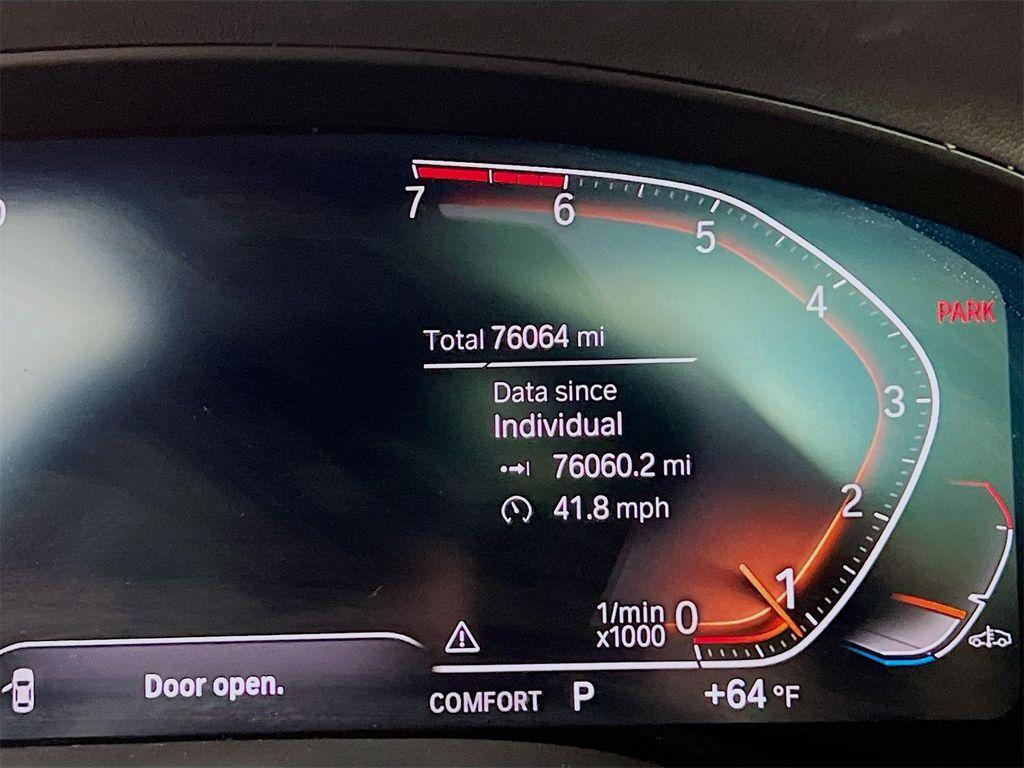 7
6
5
4
PARK
Total 76064 mi
Data since
3
Individual
76060.2 mi
2
41.8 mph
1
1/min
0
x1000
Door open.
COMFORT P +64 °F